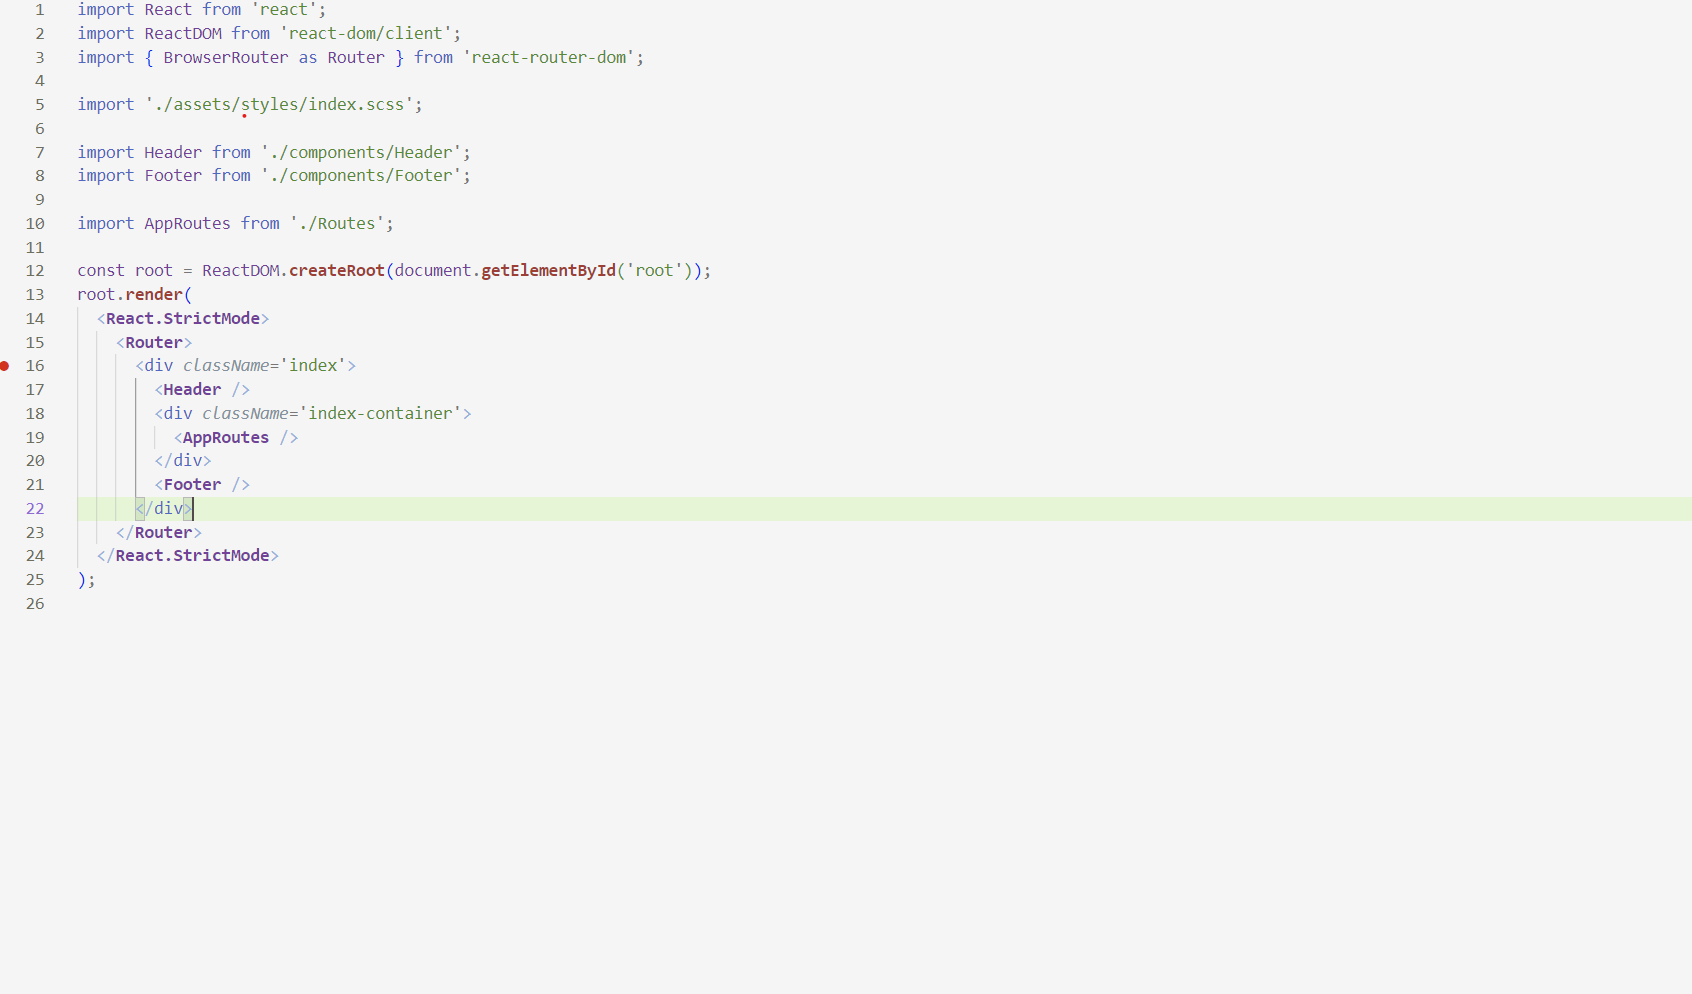 1 import React from 'react';
2 import ReactDOM from 'react-dom/client';
3 import { BrowserRouter as Router } from 'react-router-dom';
4
5 import './assets/styles/index.scss';
6
7 import Header from './components/Header';
8 import Footer from './components/Footer';
9
10 import AppRoutes from './Routes';
11
12 const root = ReactDOM.createRoot(document.getElementById('root'));
13 root.render(
14   <React.StrictMode>
15     <Router>
16       <div className='index'>
17         <Header />
18         <div className='index-container'>
19           <AppRoutes />
20         </div>
21         <Footer />
22       </div>
23     </Router>
24   </React.StrictMode>
25 );
26